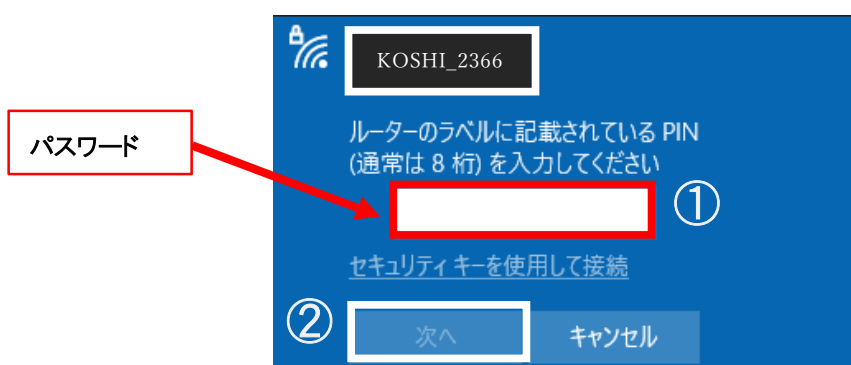 KOSHI_2366
ルーターのラベルに記載されている PIN
(通常は 8 桁) を入力してください
パスワード
①
セキュリティ キーを使用して接続
②
次へ
キャンセル